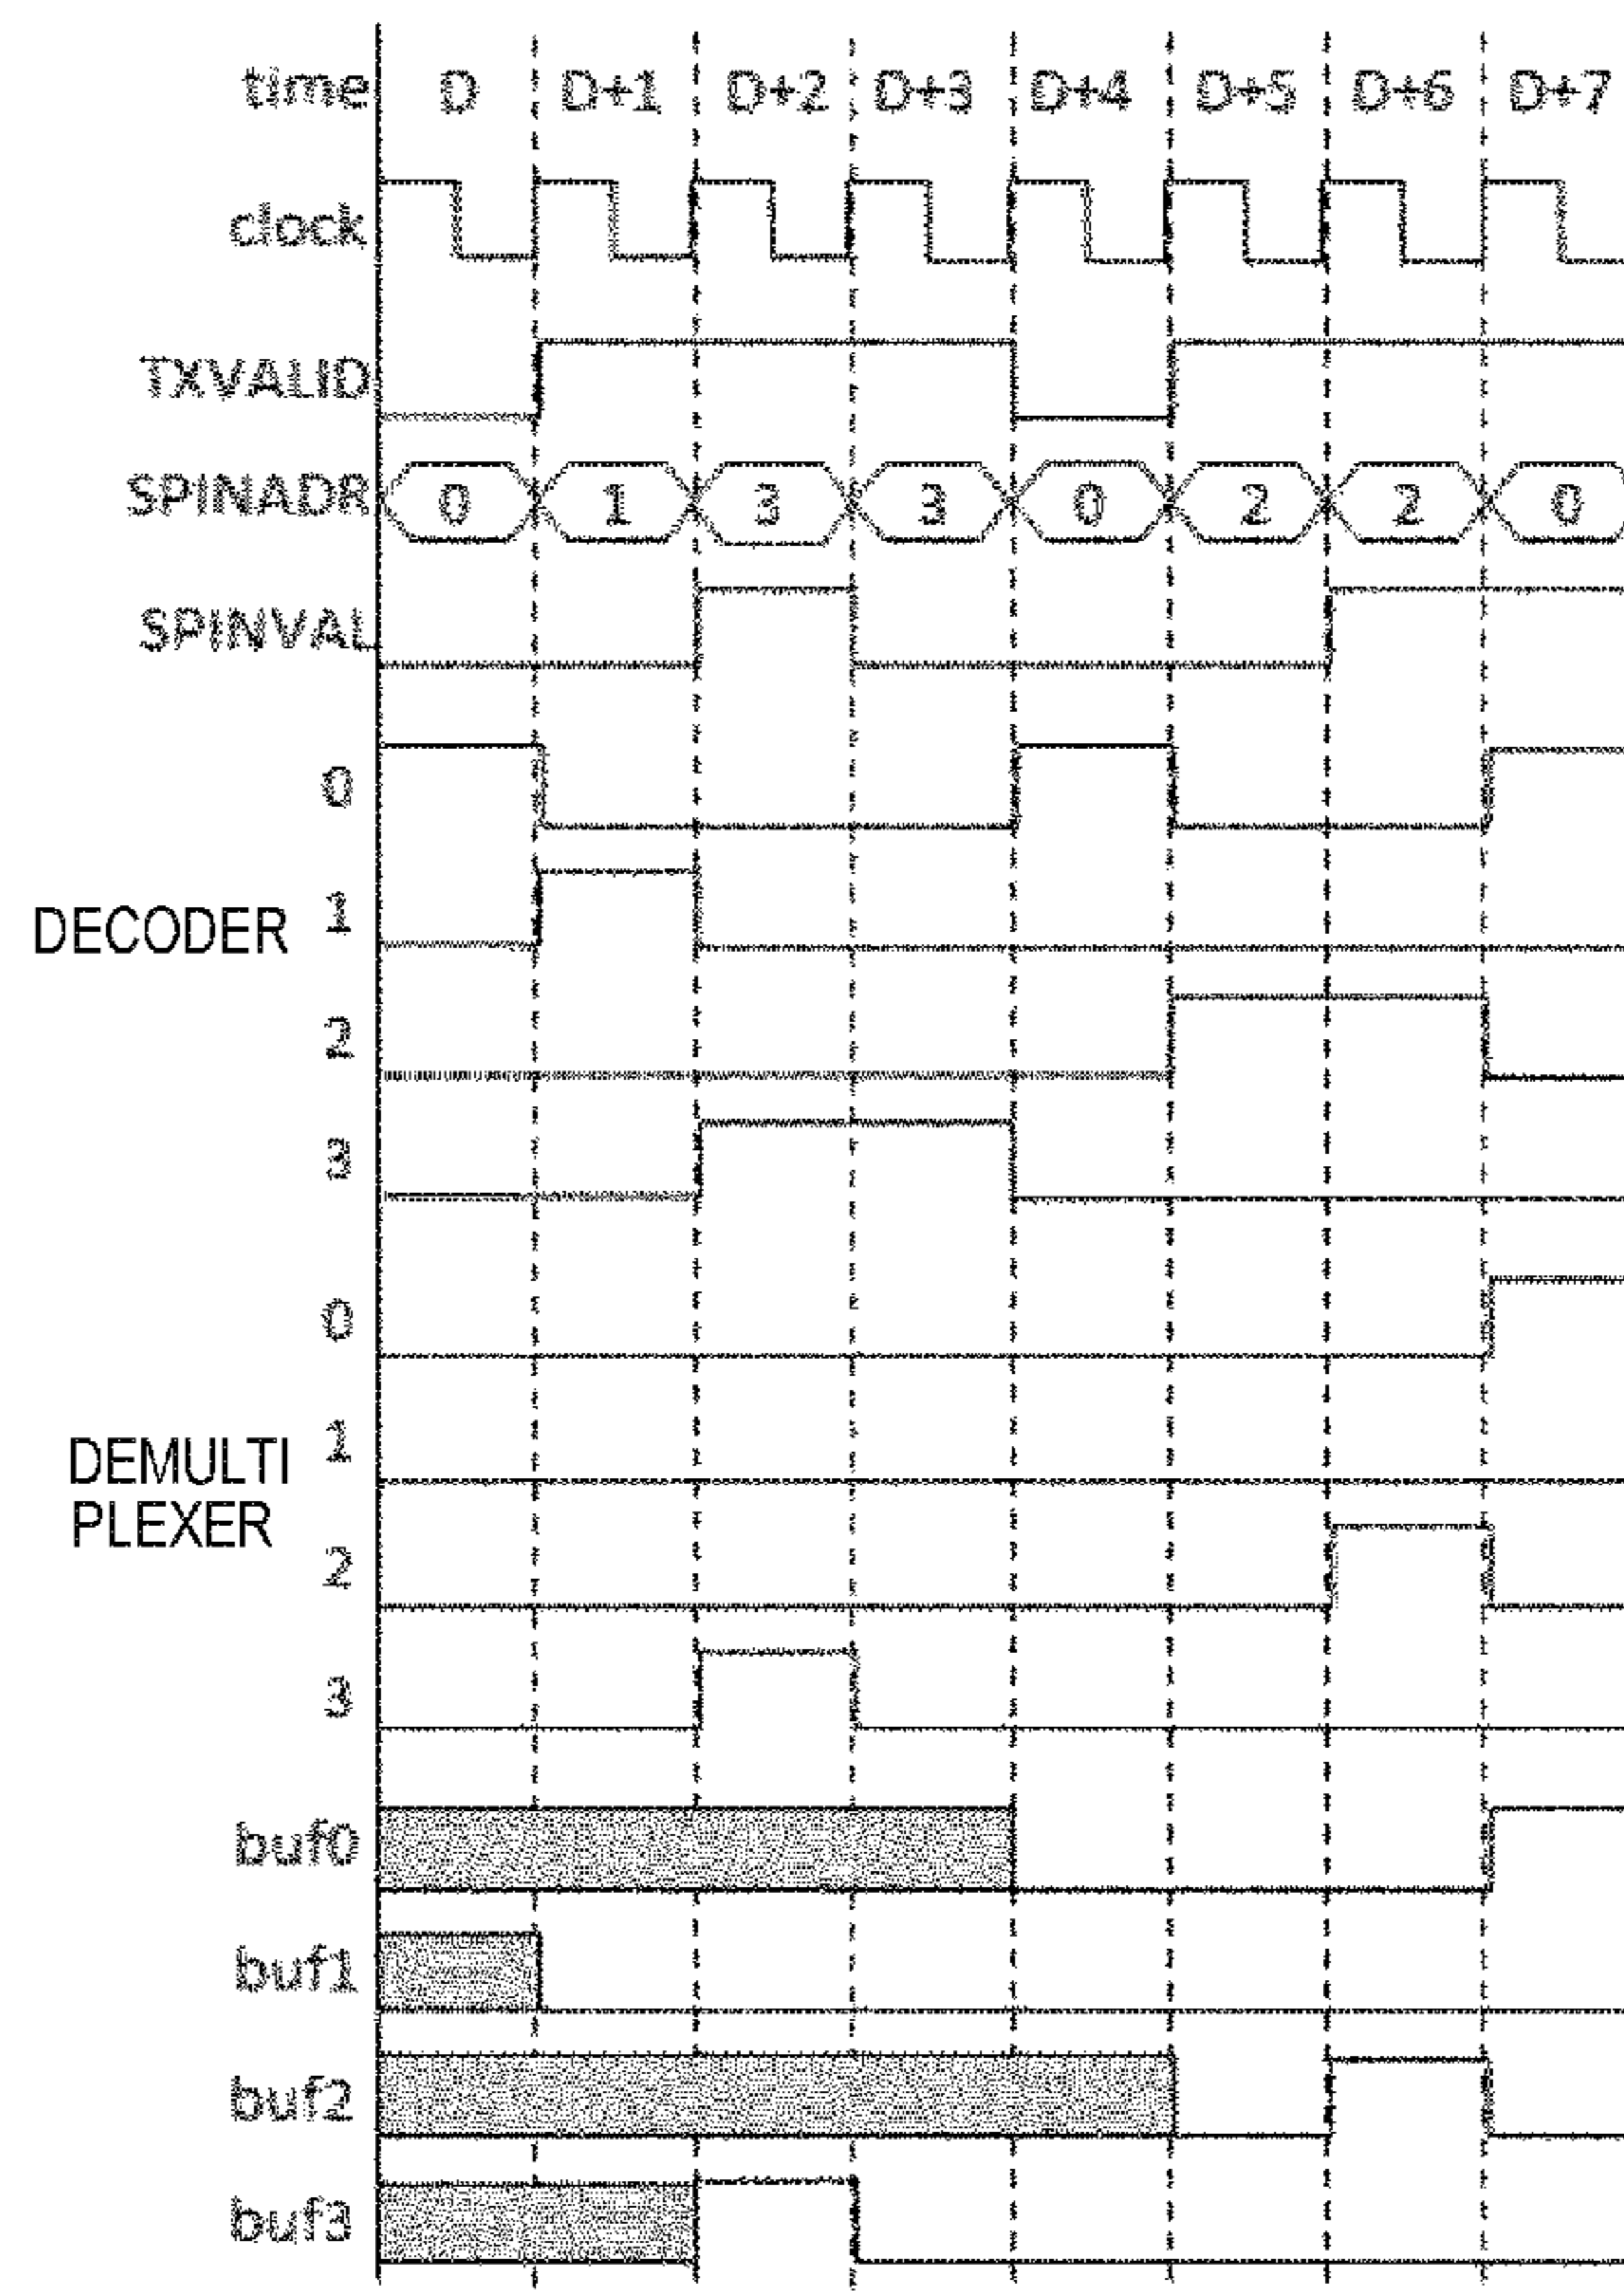 time D D+1 D+2 D+3 D+4 D+5 D+6 D+7
clock
TXVALID
SPINADR 0 1 3 3 0 2 2 0
SPINVAL
0
1
DECODER
2
3
0
1
DEMULTI
PLEXER
2
3
buf0
buf1
buf2
buf3